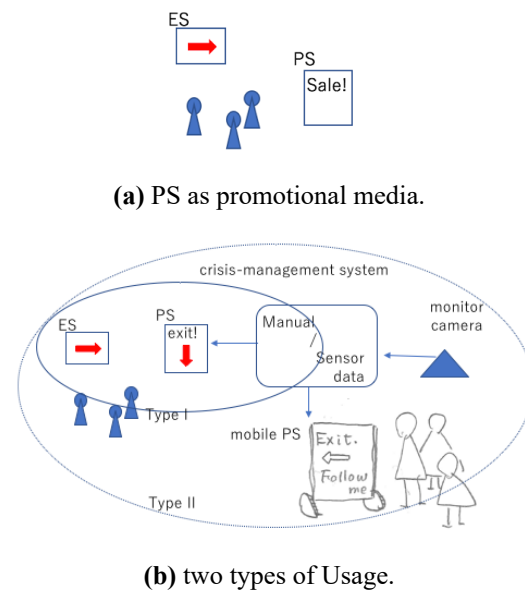 ES
PS
Sale!
(a) PS as promotional media.
crisis-management system
monitor
camera
ES
PS
exit!
Manual
/
Sensor
data
Type I
mobile PS
Exit.
Follow
me
Type II
(b) two types of Usage.